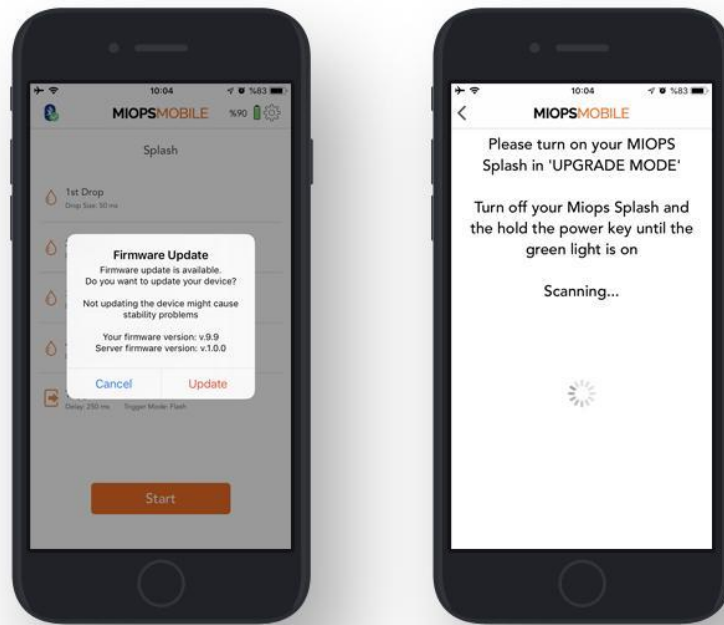 10:04
%83
MIOPSMOBILE
%90
Splash
1st Drop
Drop Size: 50 ms
Firmware Update
Firmware update is available.
Do you want to update your device?
Not updating the device might cause
stability problems
Your firmware version: v.9.9
Server firmware version: v.1.0.0
Cancel
Update
Delay: 250 ms
Trigger Mode: Flash
Start
10:04
%83
MIOPSMOBILE
Please turn on your MIOPS
Splash in 'UPGRADE MODE'
Turn off your Miops Splash and
the hold the power key until the
green light is on
Scanning...